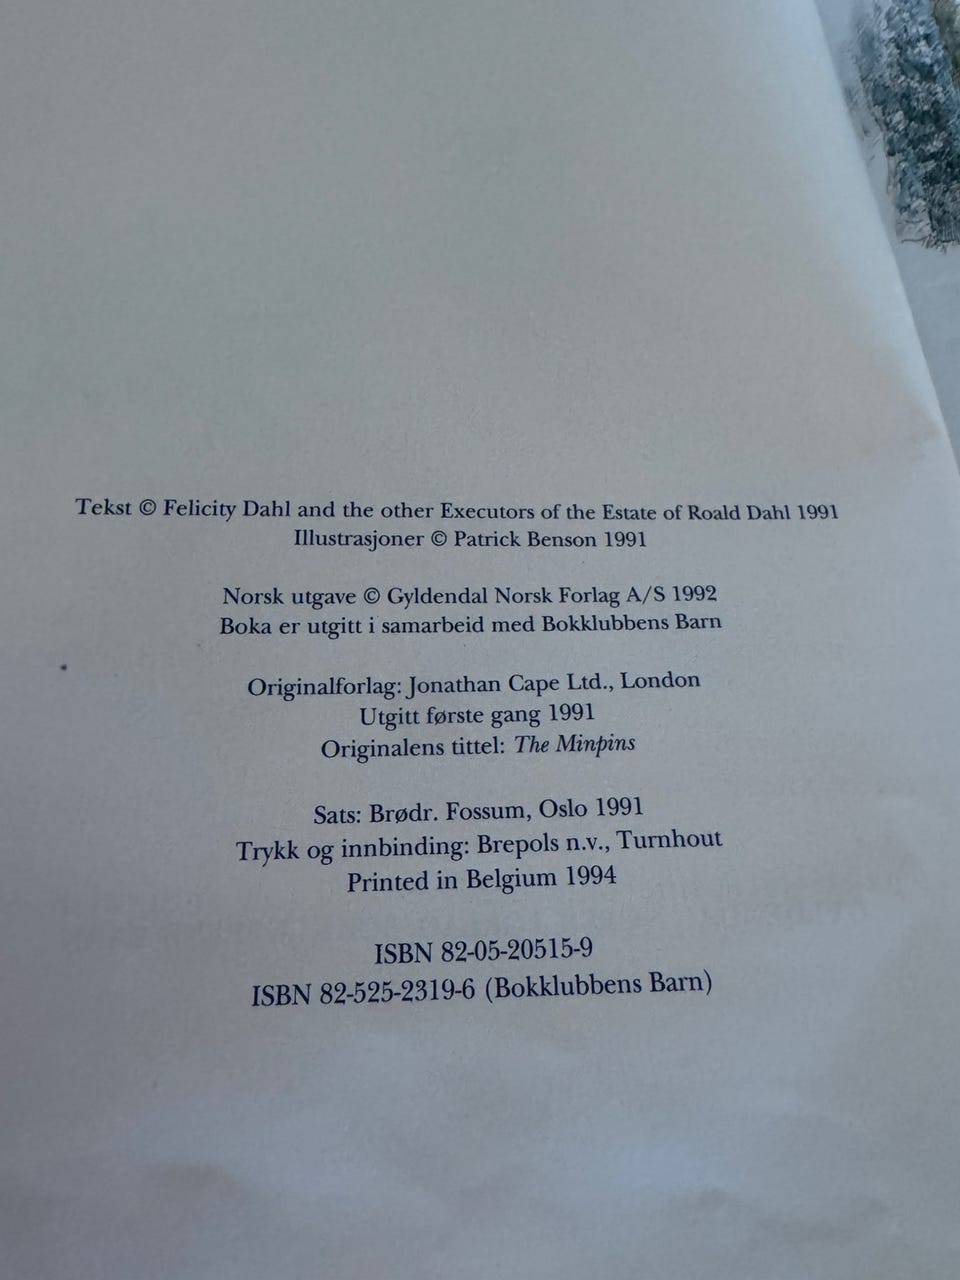 Tekst © Felicity Dahl and the other Executors of the Estate of Roald Dahl 1991
Illustrasjoner © Patrick Benson 1991
Norsk utgave © Gyldendal Norsk Forlag A/S 1992
Boka er utgitt i samarbeid med Bokklubbens Barn
Originalforlag: Jonathan Cape Ltd., London
Utgitt første gang 1991
Originalens tittel: The Minpins
Sats: Brødr. Fossum, Oslo 1991
Trykk og innbinding: Brepols n.v., Turnhout
Printed in Belgium 1994
ISBN 82-05-20515-9
ISBN 82-525-2319-6 (Bokklubbens Barn)